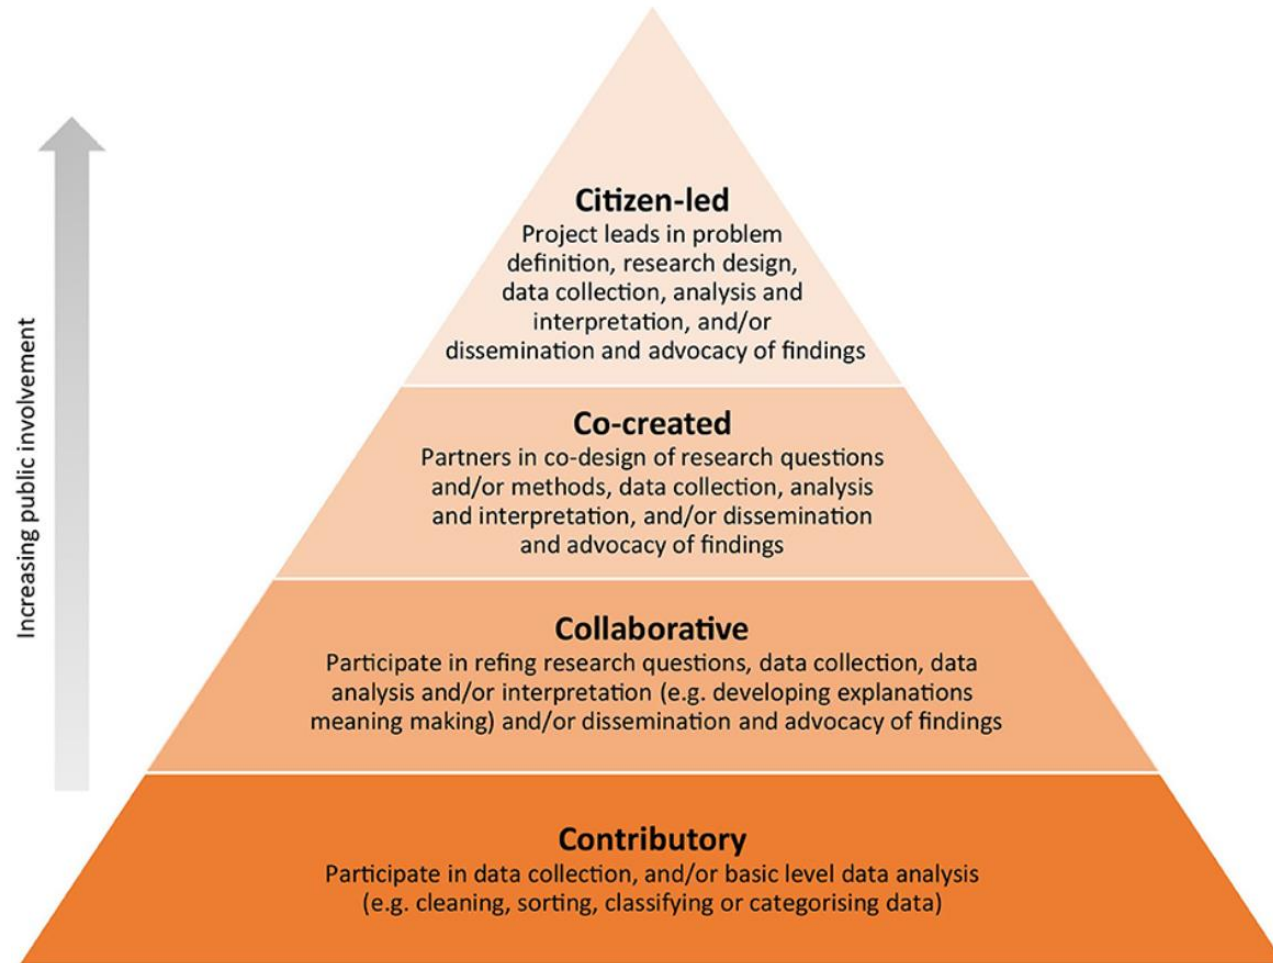 Citizen-led
Project leads in problem
definition, research design,
data collection, analysis and
interpretation, and/or
dissemination and advocacy of findings
Co-created
Partners in co-design of research questions
and/or methods, data collection, analysis
and interpretation, and/or dissemination
and advocacy of findings
Collaborative
Participate in refing research questions, data collection, data
analysis and/or interpretation (e.g. developing explanations
meaning making) and/or dissemination and advocacy of findings
Contributory
Participate in data collection, and/or basic level data analysis
(e.g. cleaning, sorting, classifying or categorising data)
Increasing public involvement